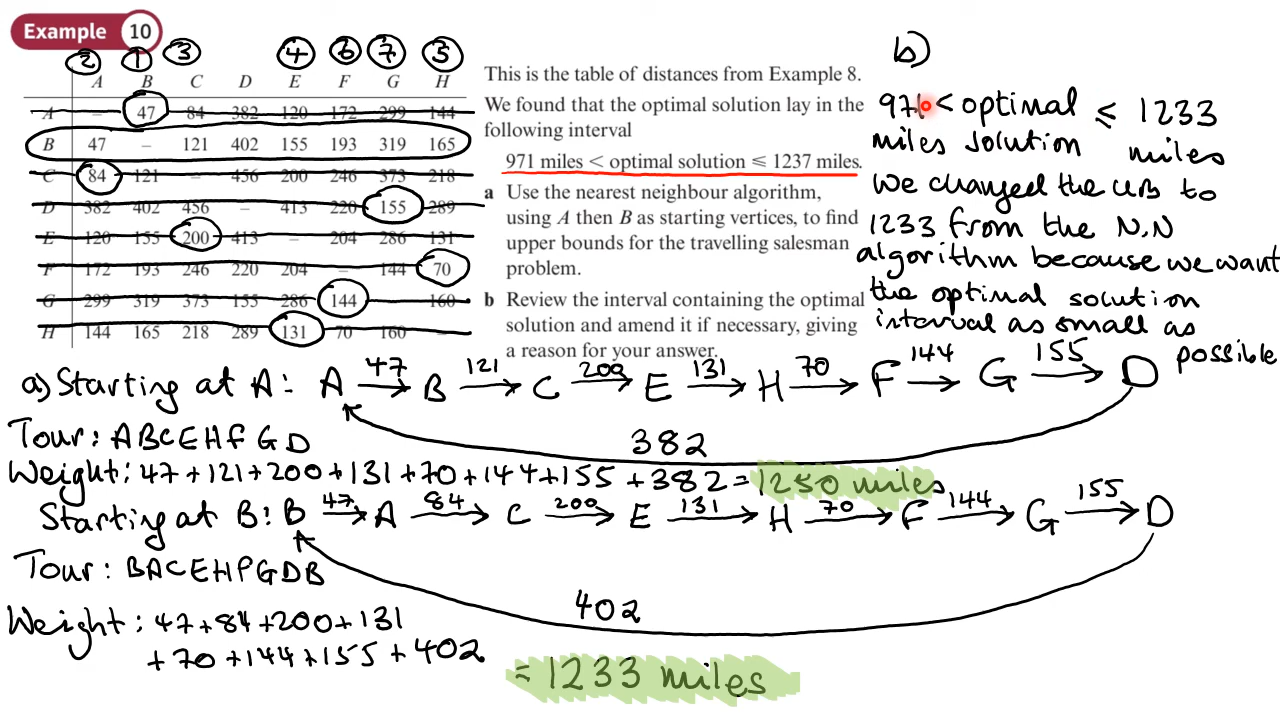 Example 10
2 1 3 4 6 7 5
A B C D E F G H
A – 47 84 382 120 172 299 144
B 47 – 121 402 155 193 319 165
C 84 121 – 456 200 246 373 218
D 382 402 456 – 413 220 155 289
E 120 155 200 413 – 204 286 131
F 172 193 246 220 204 – 144 70
G 299 319 373 155 286 144 – 160
H 144 165 218 289 131 70 160
This is the table of distances from Example 8.
We found that the optimal solution lay in the
following interval
971 miles < optimal solution ⩽ 1237 miles.
a Use the nearest neighbour algorithm,
using A then B as starting vertices, to find
upper bounds for the travelling salesman
problem.
b Review the interval containing the optimal
solution and amend it if necessary, giving
a reason for your answer.
b)
971 < optimal ⩽ 1233
miles solution miles
We changed the UB to
1233 from the N.N
algorithm because we want
the optimal solution
interval as small as
possible
a) Starting at A: A 47→ B 121→ C 200→ E 131→ H 70→ F 144→ G 155→ D
382
Tour: ABCEHFGD
Weight: 47+121+200+131+70+144+155+382=1250 miles
Starting at B: B 47→ A 84→ C 200→ E 131→ H 70→ F 144→ G 155→ D
Tour: BACEHFGDB
402
Weight: 47+84+200+131
+70+144+155+402
= 1233 miles